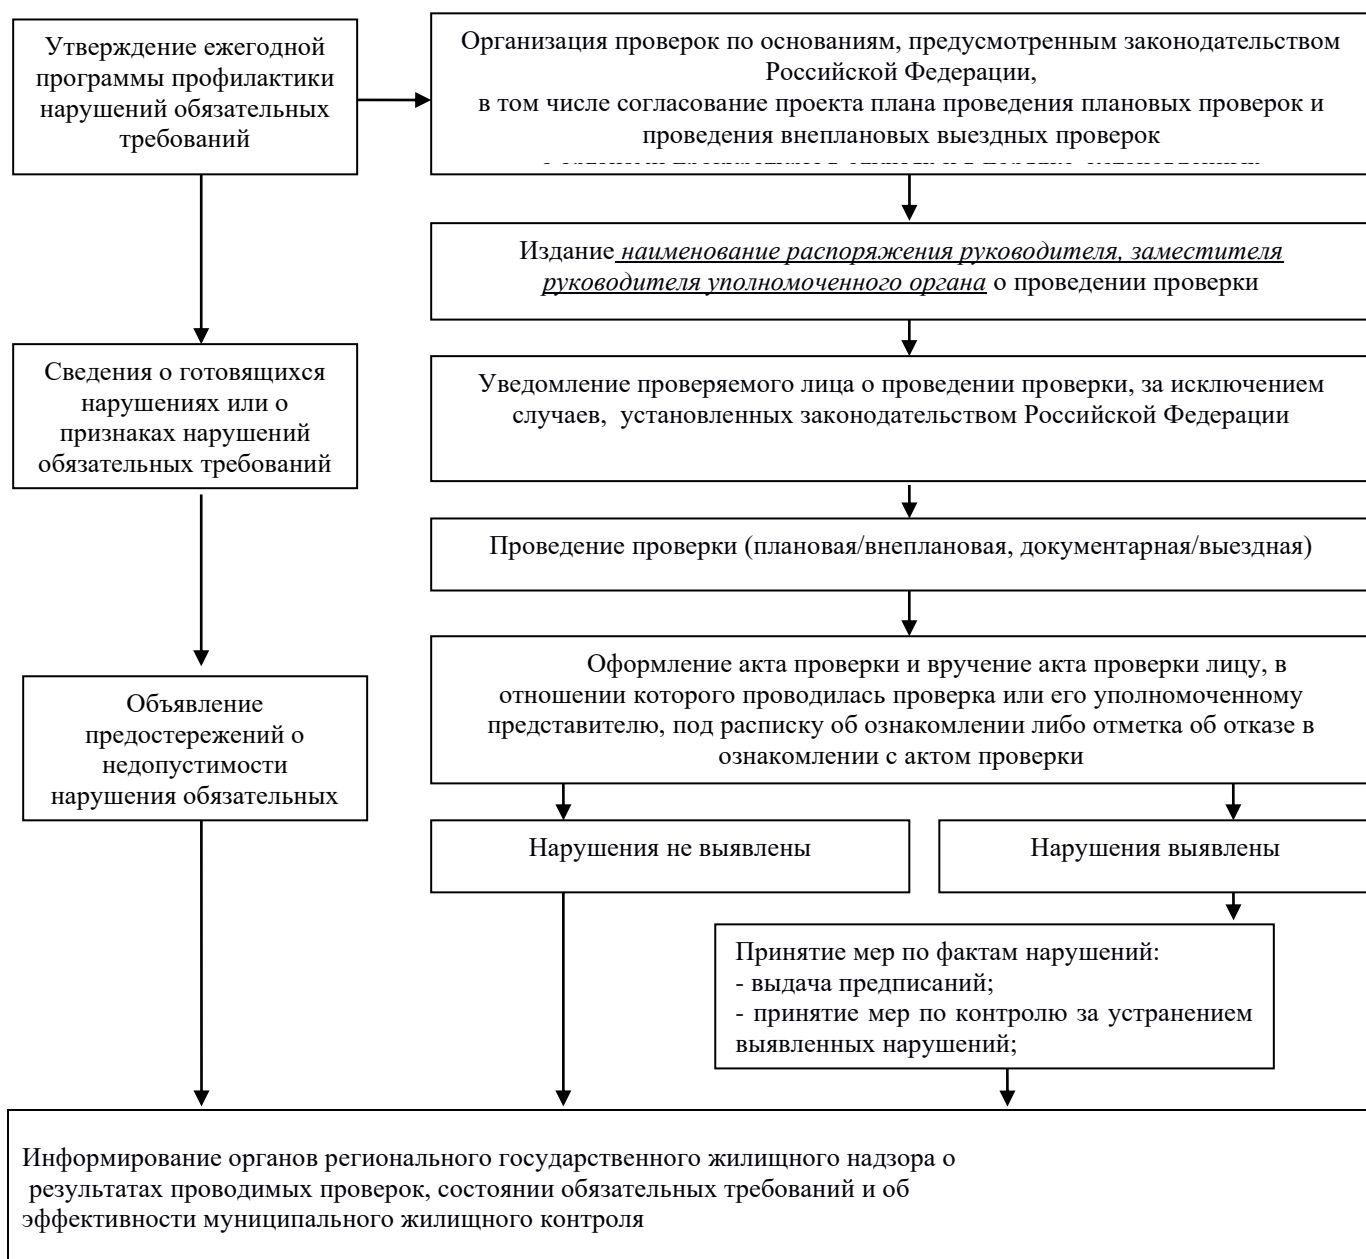 Утверждение ежегодной
программы профилактики
нарушений обязательных
требований
Организация проверок по основаниям, предусмотренным законодательством
Российской Федерации,
в том числе согласование проекта плана проведения плановых проверок и
проведения внеплановых выездных проверок
Издание наименование распоряжения руководителя, заместителя
руководителя уполномоченного органа о проведении проверки
Сведения о готовящихся
нарушениях или о
признаках нарушений
обязательных требований
Уведомление проверяемого лица о проведении проверки, за исключением
случаев, установленных законодательством Российской Федерации
Проведение проверки (плановая/внеплановая, документарная/выездная)
Оформление акта проверки и вручение акта проверки лицу, в
отношении которого проводилась проверка или его уполномоченному
представителю, под расписку об ознакомлении либо отметка об отказе в
ознакомлении с актом проверки
Объявление
предостережений о
недопустимости
нарушения обязательных
Нарушения не выявлены
Нарушения выявлены
Принятие мер по фактам нарушений:
- выдача предписаний;
- принятие мер по контролю за устранением
выявленных нарушений;
Информирование органов регионального государственного жилищного надзора о
результатах проводимых проверок, состоянии обязательных требований и об
эффективности муниципального жилищного контроля